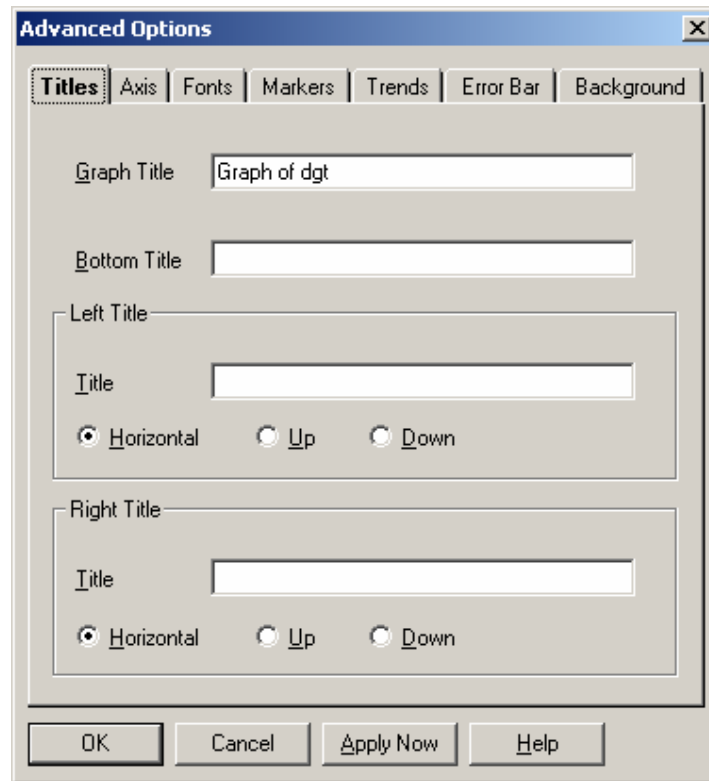 Advanced Options
Titles Axis Fonts Markers Trends Error Bar Background
Graph Title Graph of dgt
Bottom Title
Left Title
Title
Horizontal Up Down
Right Title
Title
Horizontal Up Down
OK Cancel Apply Now Help